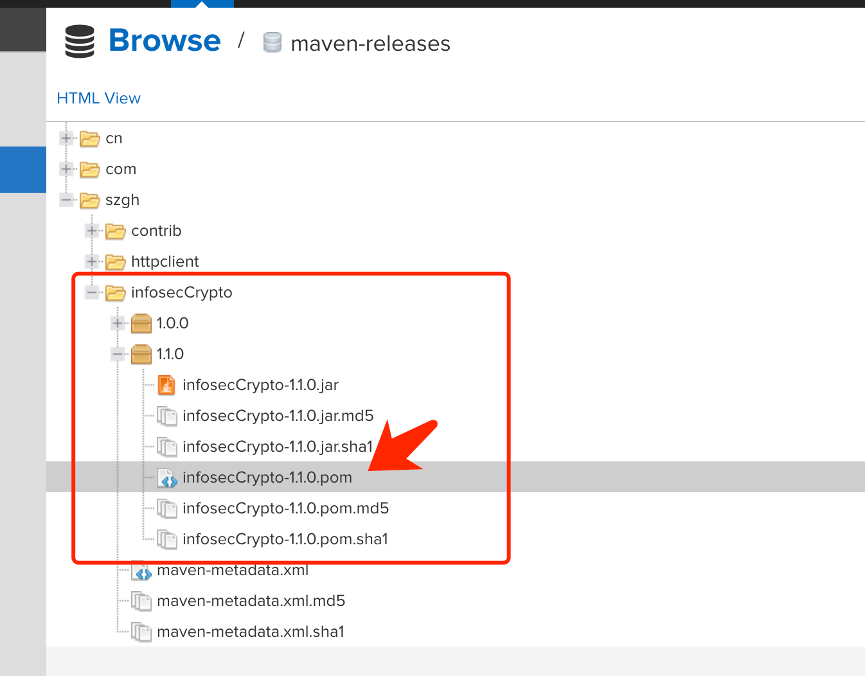 Browse / maven-releases
HTML View
cn
com
szgh
contrib
httpclient
infosecCrypto
1.0.0
1.1.0
infosecCrypto-1.1.0.jar
infosecCrypto-1.1.0.jar.md5
infosecCrypto-1.1.0.jar.sha1
infosecCrypto-1.1.0.pom
infosecCrypto-1.1.0.pom.md5
infosecCrypto-1.1.0.pom.sha1
maven-metadata.xml
maven-metadata.xml.md5
maven-metadata.xml.sha1